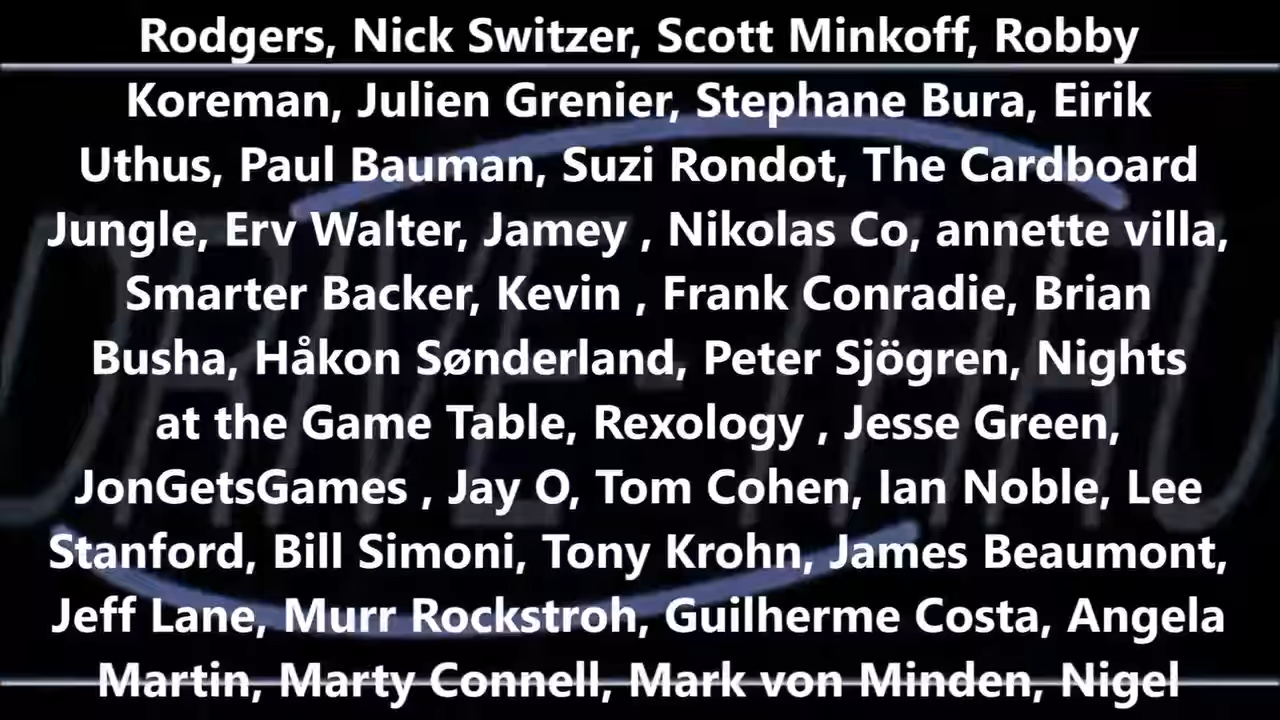 Rodgers, Nick Switzer, Scott Minkoff, Robby
Koreman, Julien Grenier, Stephane Bura, Eirik
Uthus, Paul Bauman, Suzi Rondot, The Cardboard
Jungle, Erv Walter, Jamey , Nikolas Co, annette villa,
Smarter Backer, Kevin , Frank Conradie, Brian
Busha, Håkon Sønderland, Peter Sjögren, Nights
at the Game Table, Rexology , Jesse Green,
JonGetsGames , Jay O, Tom Cohen, Ian Noble, Lee
Stanford, Bill Simoni, Tony Krohn, James Beaumont,
Jeff Lane, Murr Rockstroh, Guilherme Costa, Angela
Martin, Marty Connell, Mark von Minden, Nigel
DRIVE-THRU